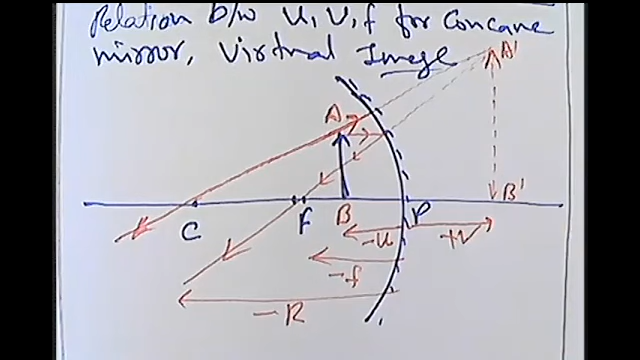 Relation b/w u, v, f for Concave
mirror, Virtual Image
A'
A
C
F
B
P
B'
-u
+v
-f
-R